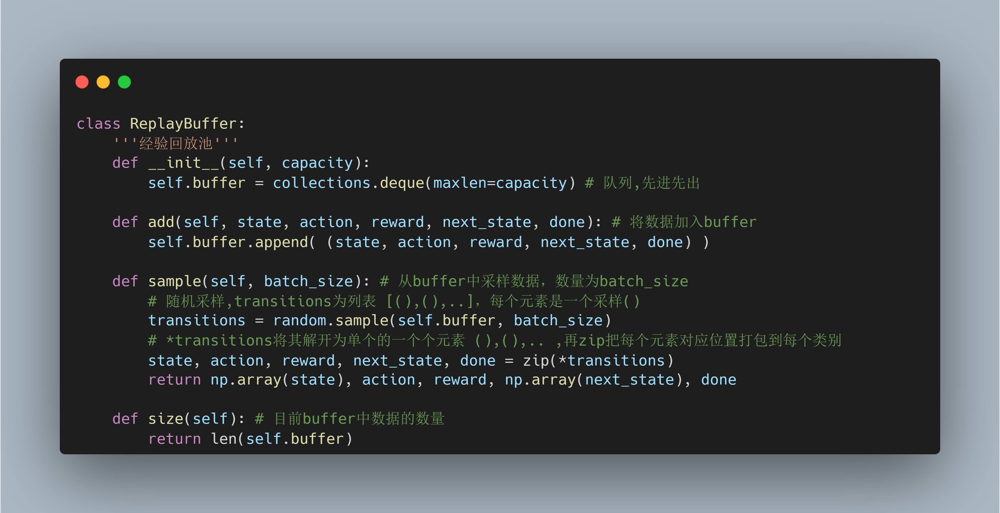 class ReplayBuffer:
    '''经验回放池'''
    def __init__(self, capacity):
        self.buffer = collections.deque(maxlen=capacity) # 队列,先进先出
    def add(self, state, action, reward, next_state, done): # 将数据加入buffer
        self.buffer.append( (state, action, reward, next_state, done) )
    def sample(self, batch_size): # 从buffer中采样数据，数量为batch_size
        # 随机采样,transitions为列表 [(),(),..]，每个元素是一个采样()
        transitions = random.sample(self.buffer, batch_size)
        # *transitions将其解开为单个的一个个元素 (),(),.. ,再zip把每个元素对应位置打包到每个类别
        state, action, reward, next_state, done = zip(*transitions)
        return np.array(state), action, reward, np.array(next_state), done
    def size(self): # 目前buffer中数据的数量
        return len(self.buffer)